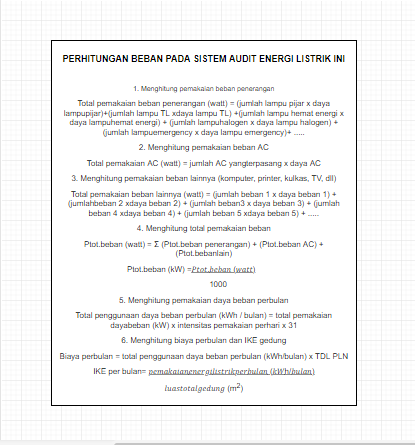 PERHITUNGAN BEBAN PADA SISTEM AUDIT ENERGI LISTRIK INI
1. Menghitung pemakaian beban penerangan
Total pemakaian beban penerangan (watt) = (jumlah lampu pijar x daya
lampupijar)+(jumlah lampu TL xdaya lampu TL) +(jumlah lampu hemat energi x
daya lampuhemat energi) + (jumlah lampuhalogen x daya lampu halogen) +
(jumlah lampuemergency x daya lampu emergency)+ .....
2. Menghitung pemakaian beban AC
Total pemakaian AC (watt) = jumlah AC yangterpasang x daya AC
3. Menghitung pemakaian beban lainnya (komputer, printer, kulkas, TV, dll)
Total pemakaian beban lainnya (watt) = (jumlah beban 1 x daya beban 1) +
(jumlahbeban 2 xdaya beban 2) + (jumlah beban3 x daya beban 3) + (jumlah
beban 4 xdaya beban 4) + (jumlah beban 5 xdaya beban 5) + .....
4. Menghitung total pemakaian beban
Ptot.beban (watt) = Σ (Ptot.beban penerangan) + (Ptot.beban AC) +
(Ptot.bebanlain)
Ptot.beban (kW) =Ptot.beban (watt)
1000
5. Menghitung pemakaian daya beban perbulan
Total penggunaan daya beban perbulan (kWh / bulan) = total pemakaian
dayabeban (kW) x intensitas pemakaian perhari x 31
6. Menghitung biaya perbulan dan IKE gedung
Biaya perbulan = total penggunaan daya beban perbulan (kWh/bulan) x TDL PLN
IKE per bulan= pemakaianenergilistrikperbulan (kWh/bulan)
luastotalgedung (m²)